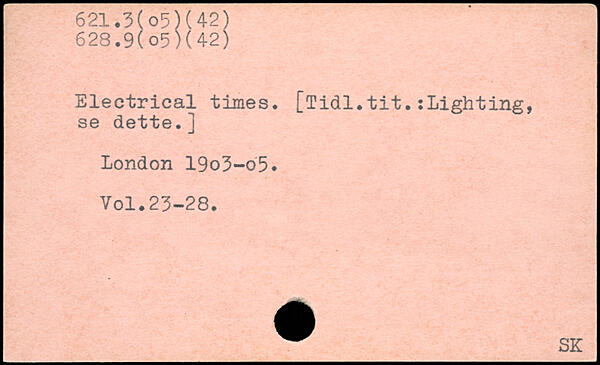 621.3(o5)(42)
628.9(o5)(42)
Electrical times. [Tidl.tit.:Lighting,
se dette.]
London 19o3-o5.
Vol.23-28.
SK